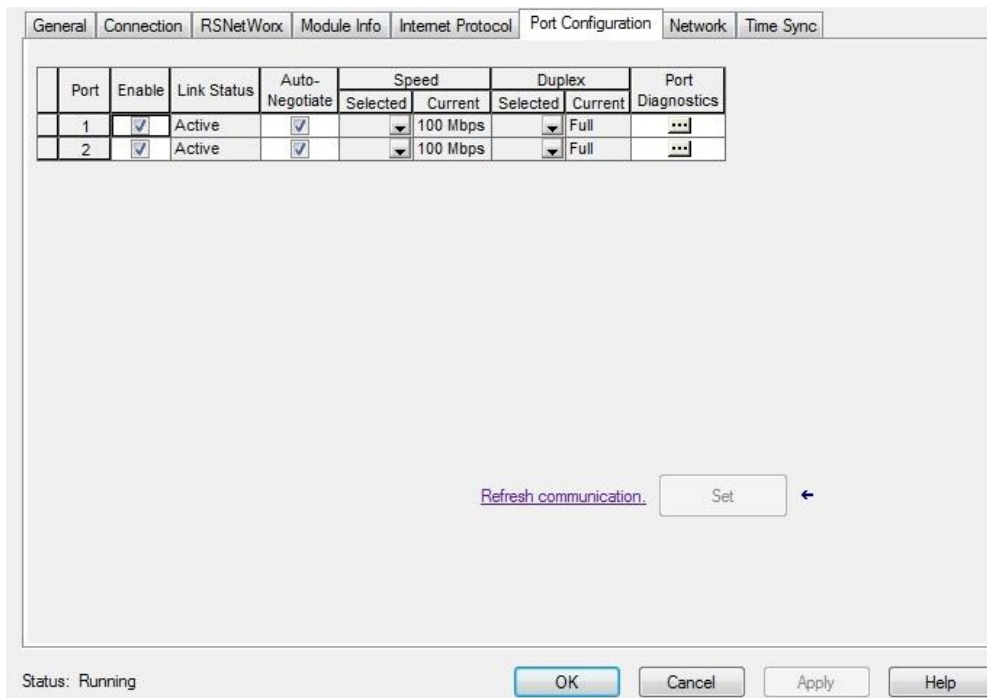 General Connection RSNetWorx Module Info Internet Protocol Port Configuration Network Time Sync
Port Enable Link Status Auto-Negotiate Speed Duplex Port Diagnostics
Selected Current Selected Current
1 Active 100 Mbps Full ...
2 Active 100 Mbps Full ...
Refresh communication. Set
Status: Running OK Cancel Apply Help